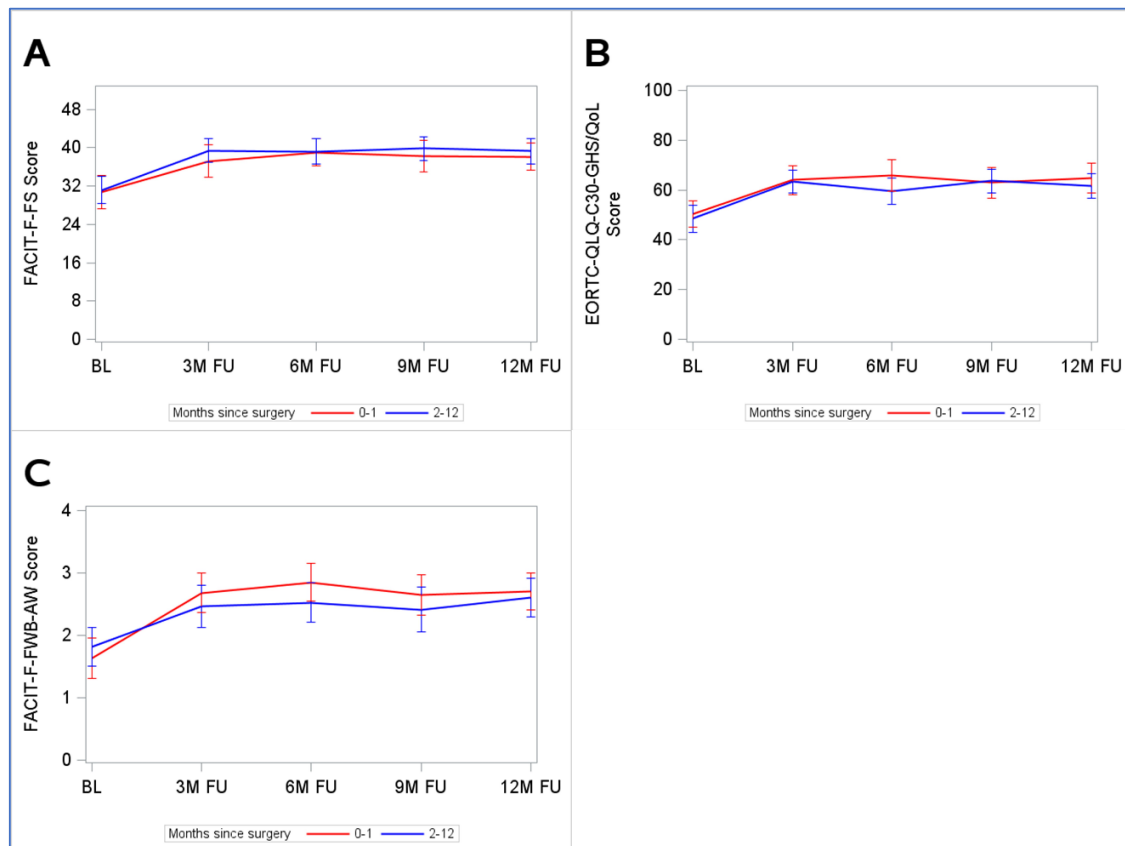 A
FACIT-F-FS Score
48
40
32
24
16
8
0
BL 3M FU 6M FU 9M FU 12M FU
Months since surgery 0-1 2-12
B
EORTC-QLQ-C30-GHS/QoL
Score
100
80
60
40
20
0
BL 3M FU 6M FU 9M FU 12M FU
Months since surgery 0-1 2-12
C
FACIT-F-FWB-AW Score
4
3
2
1
0
BL 3M FU 6M FU 9M FU 12M FU
Months since surgery 0-1 2-12